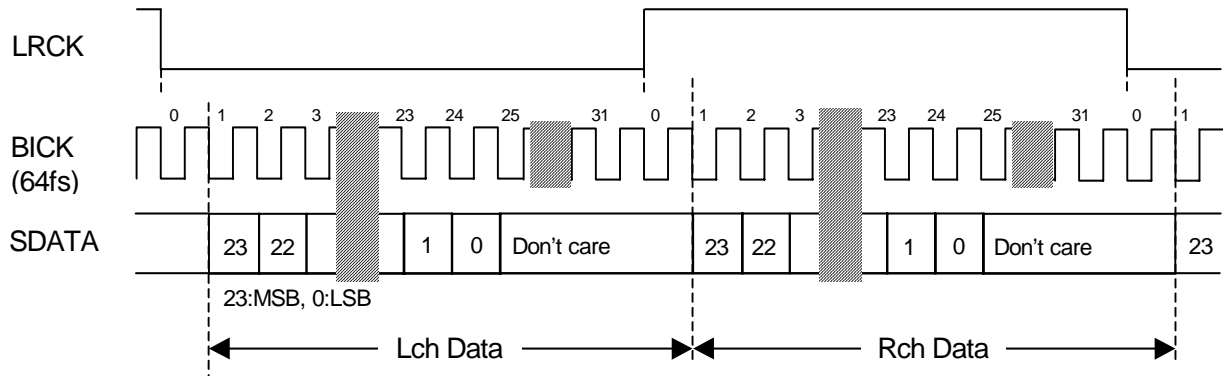 LRCK
0 1 2 3 23 24 25 31 0 1 2 3 23 24 25 31 0 1
BICK
(64fs)
SDATA 23 22 1 0 Don't care 23 22 1 0 Don't care 23
23:MSB, 0:LSB
Lch Data Rch Data